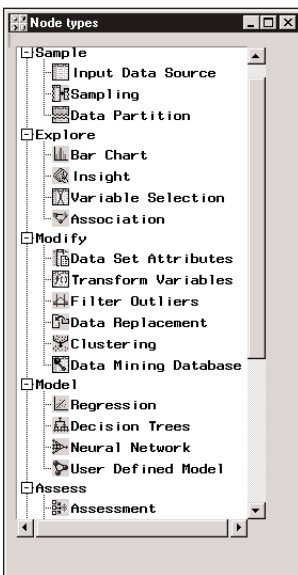 Node types
Sample
Input Data Source
Sampling
Data Partition
Explore
Bar Chart
Insight
Variable Selection
Association
Modify
Data Set Attributes
Transform Variables
Filter Outliers
Data Replacement
Clustering
Data Mining Database
Model
Regression
Decision Trees
Neural Network
User Defined Model
Assess
Assessment